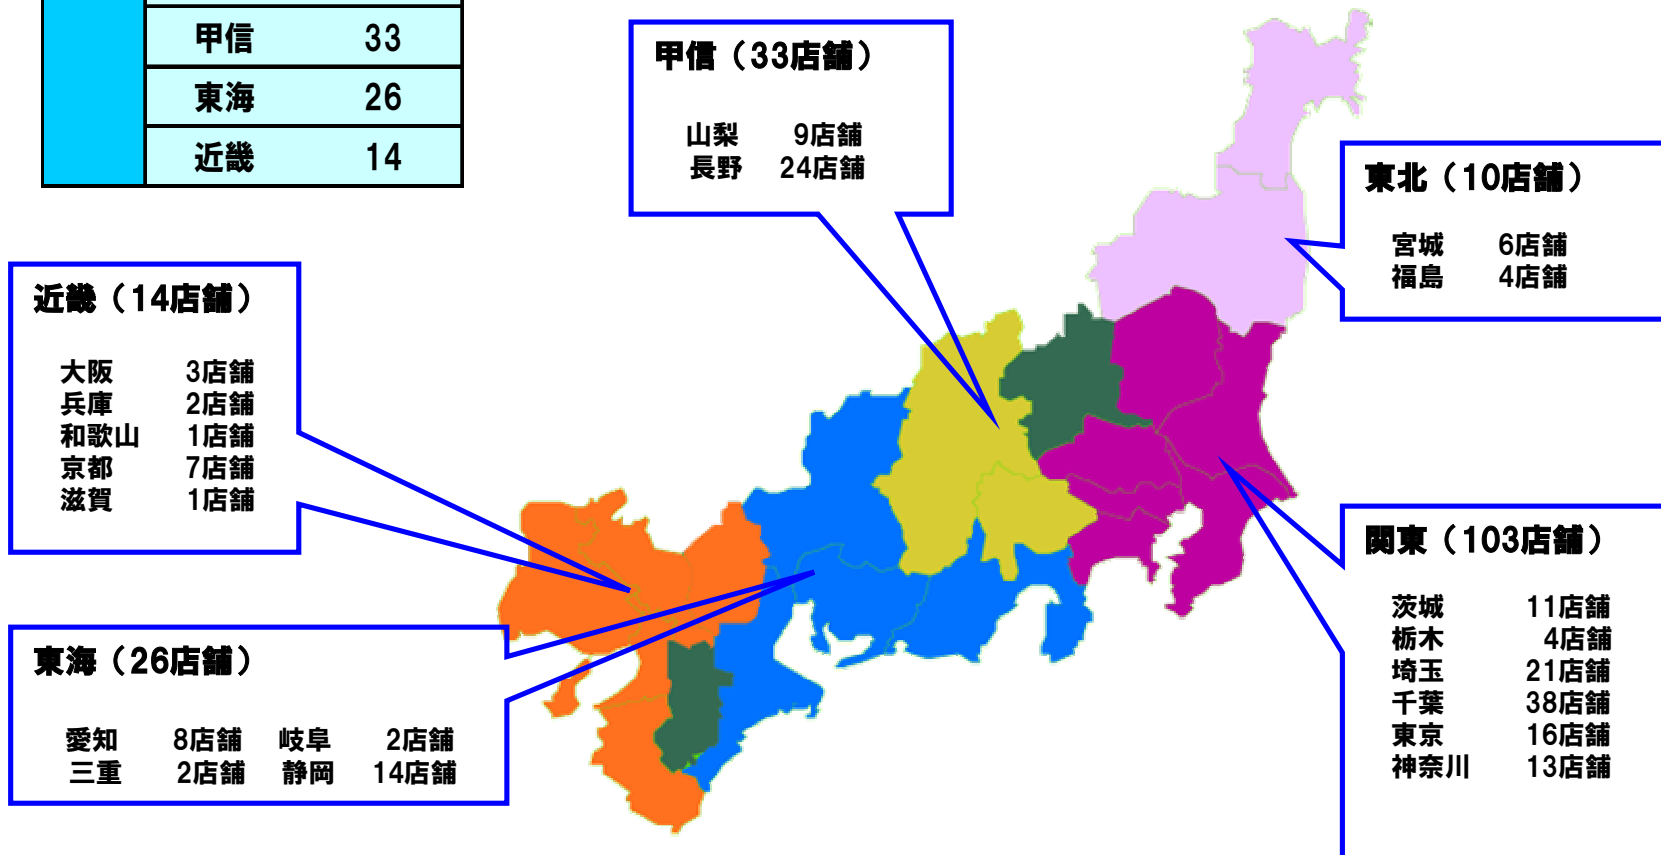 甲信 33
東海 26
近畿 14
甲信（33店舗）
山梨 9店舗
長野 24店舗
東北（10店舗）
宮城 6店舗
福島 4店舗
近畿（14店舗）
大阪 3店舗
兵庫 2店舗
和歌山 1店舗
京都 7店舗
滋賀 1店舗
関東（103店舗）
茨城 11店舗
栃木 4店舗
埼玉 21店舗
千葉 38店舗
東京 16店舗
神奈川 13店舗
東海（26店舗）
愛知 8店舗 岐阜 2店舗
三重 2店舗 静岡 14店舗